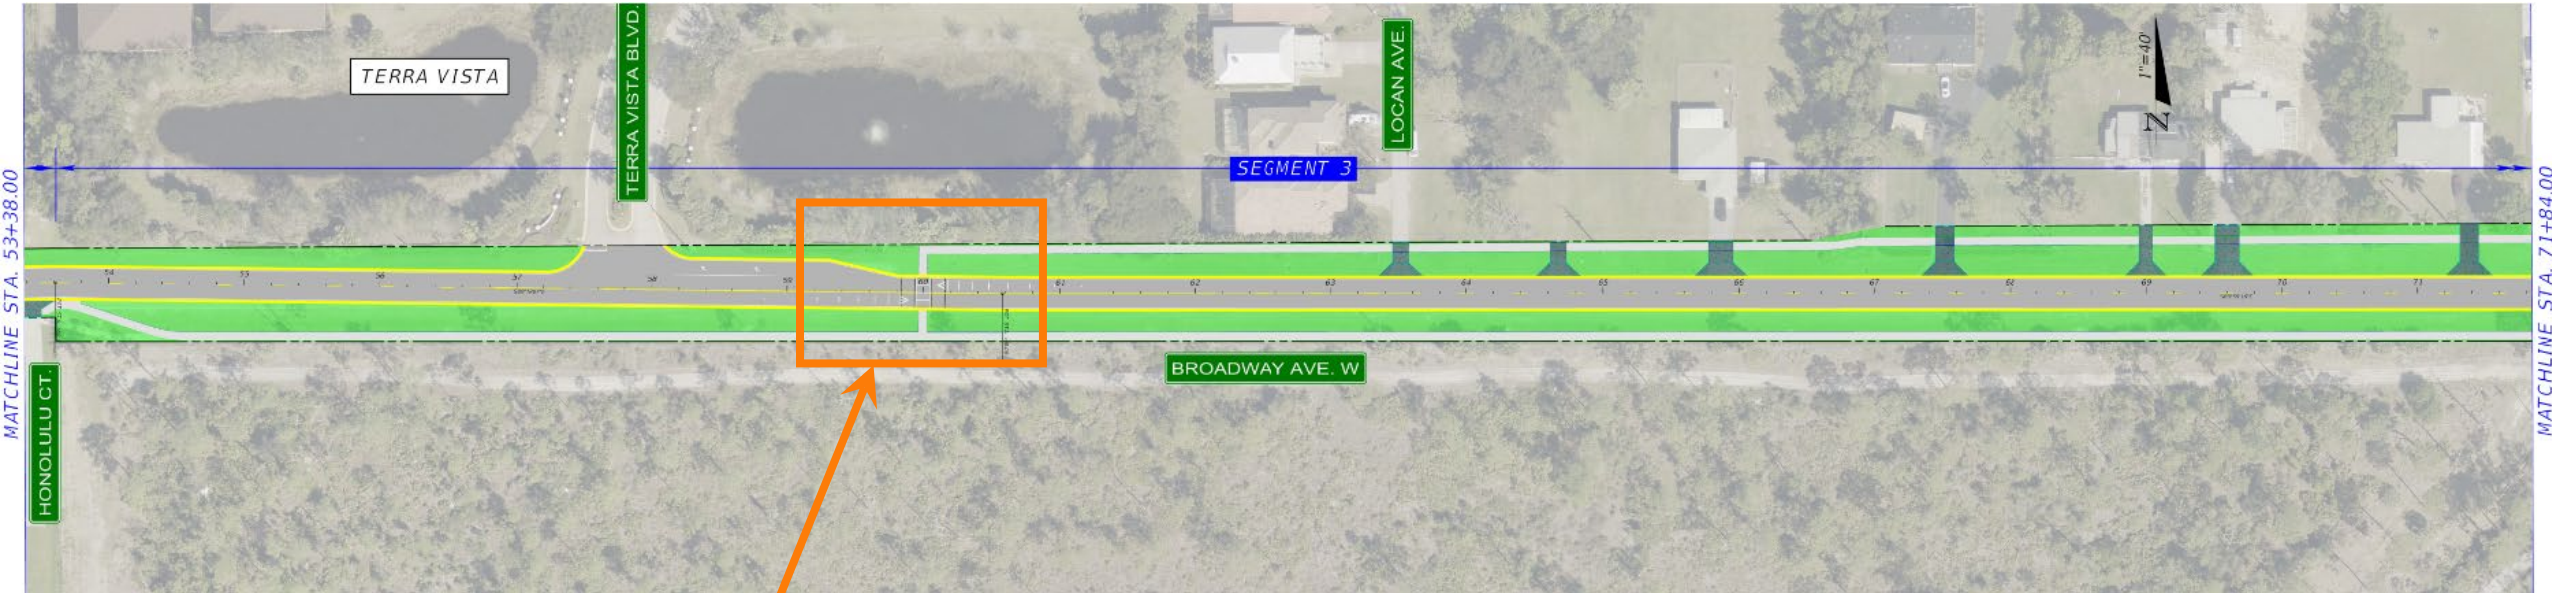 MATCHLINE STA. 53+38.00
TERRA VISTA
TERRA VISTA BLVD.
SEGMENT 3
LOCAN AVE.
1"=40'
N
MATCHLINE STA. 71+84.00
54
55
56
57
58
59
60
61
62
63
64
65
66
67
68
69
70
71
HONOLULU CT.
BROADWAY AVE. W